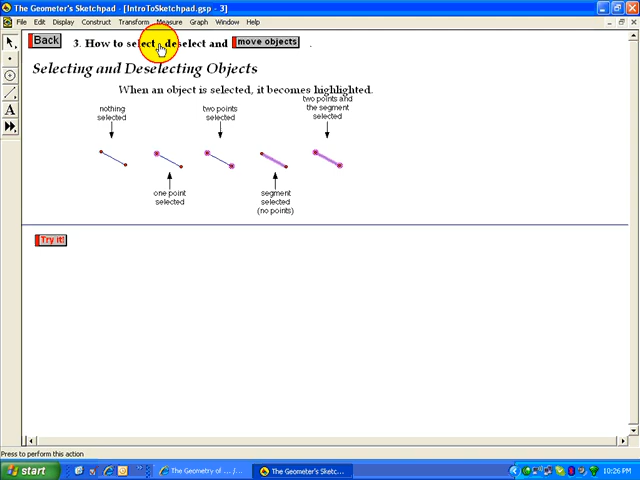 The Geometer's Sketchpad - [IntroToSketchpad.gsp - 3]
File Edit Display Construct Transform Measure Graph Window Help
Back 3. How to select, deselect and move objects .
Selecting and Deselecting Objects
When an object is selected, it becomes highlighted.
nothing
selected
two points
selected
two points and
the segment
selected
one point
selected
segment
selected
(no points)
Try it!
A
Press to perform this action
start
The Geometry of ... /...
The Geometer's Sketc...
10:26 PM